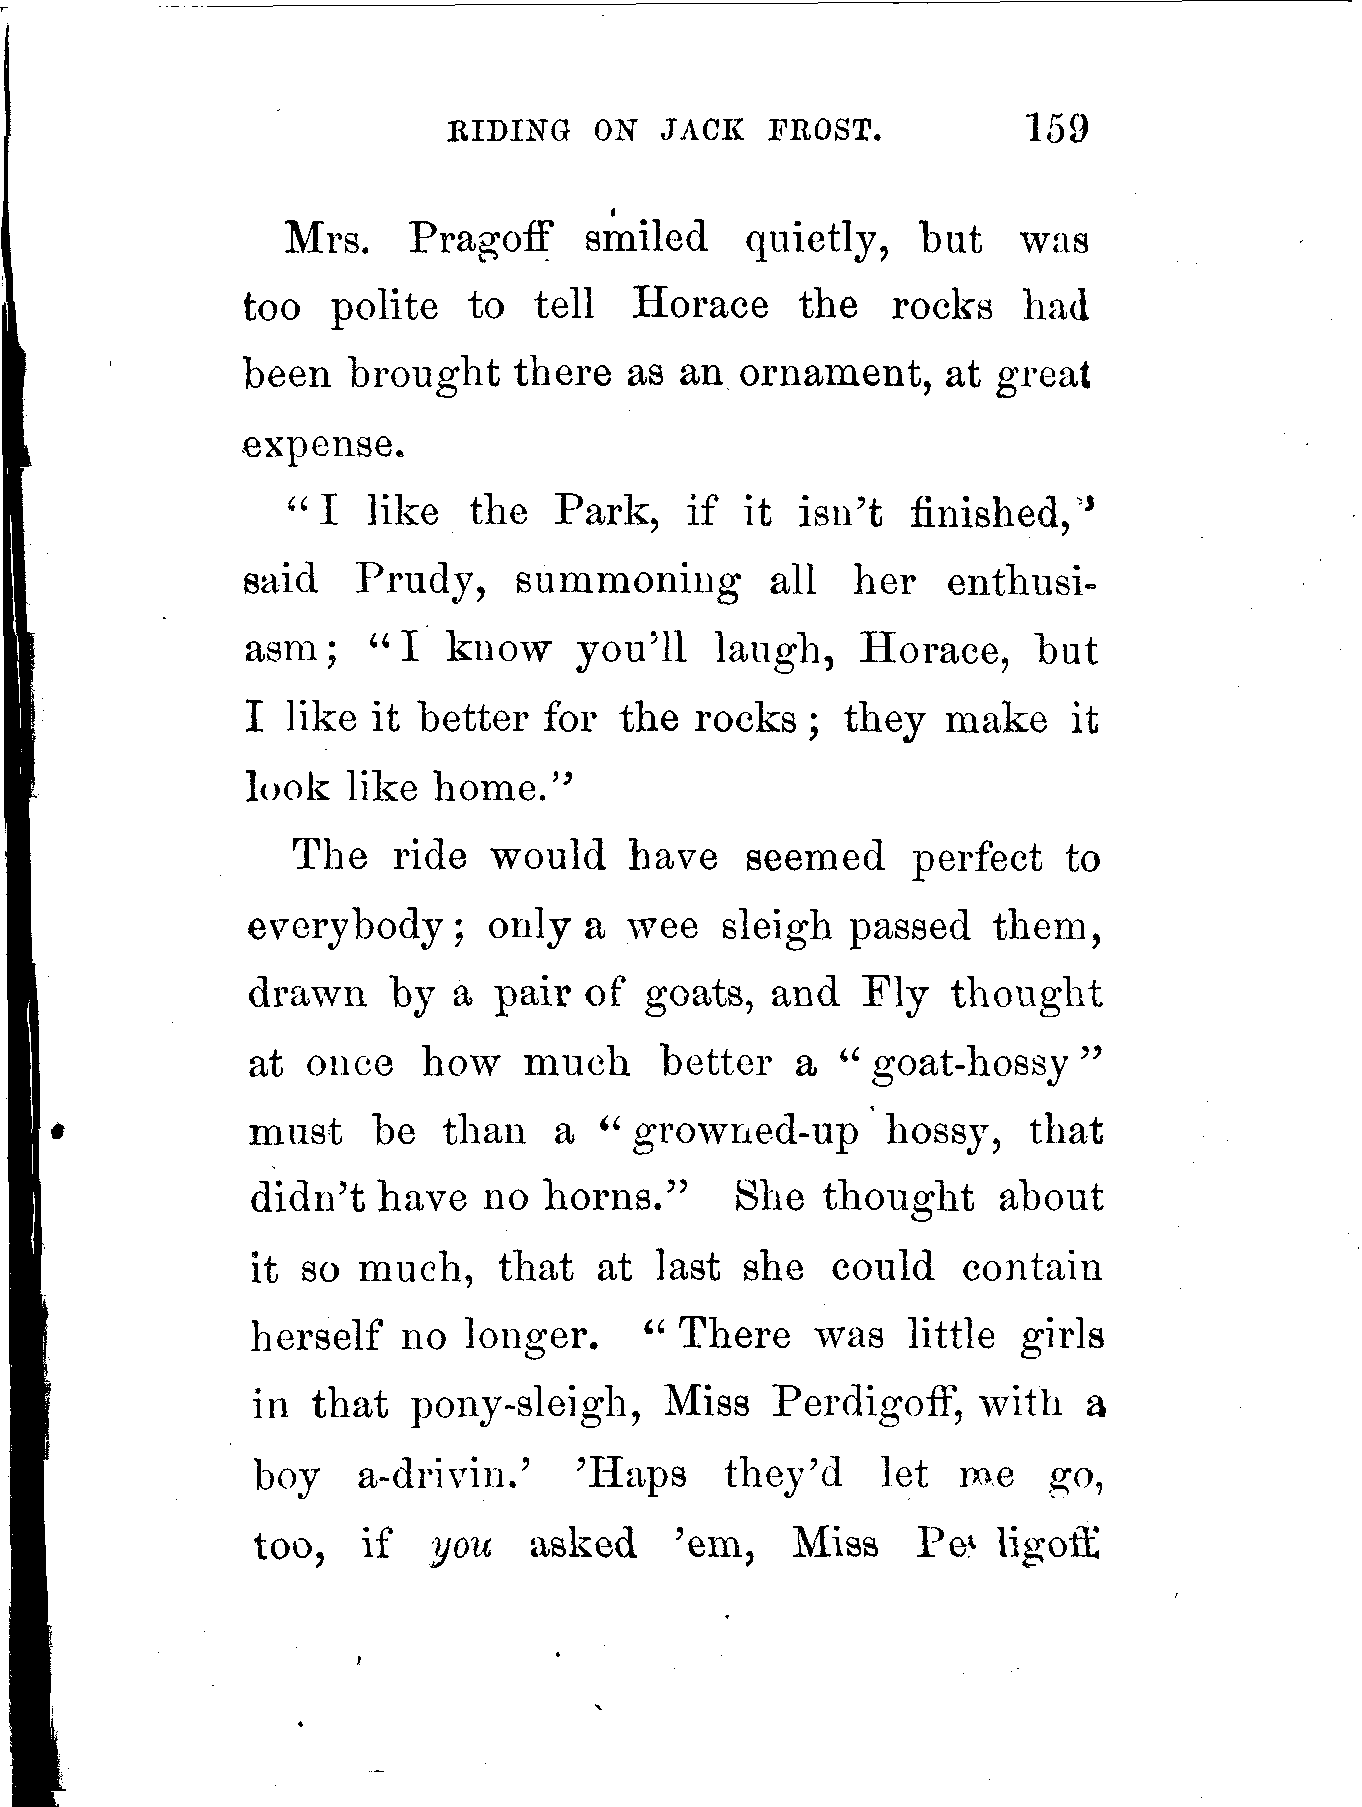 RIDING ON JACK FROST. 159
Mrs. Pragoff smiled quietly, but was
too polite to tell Horace the rocks had
been brought there as an ornament, at great
expense.
“I like the Park, if it isn’t finished,”
said Prudy, summoning all her enthusi-
asm; “I know you’ll laugh, Horace, but
I like it better for the rocks; they make it
look like home.”
The ride would have seemed perfect to
everybody; only a wee sleigh passed them,
drawn by a pair of goats, and Fly thought
at once how much better a “goat-hossy”
must be than a “growned-up hossy, that
didn’t have no horns.” She thought about
it so much, that at last she could contain
herself no longer. “There was little girls
in that pony-sleigh, Miss Perdigoff, with a
boy a-drivin.’ ’Haps they’d let me go,
too, if you asked ’em, Miss